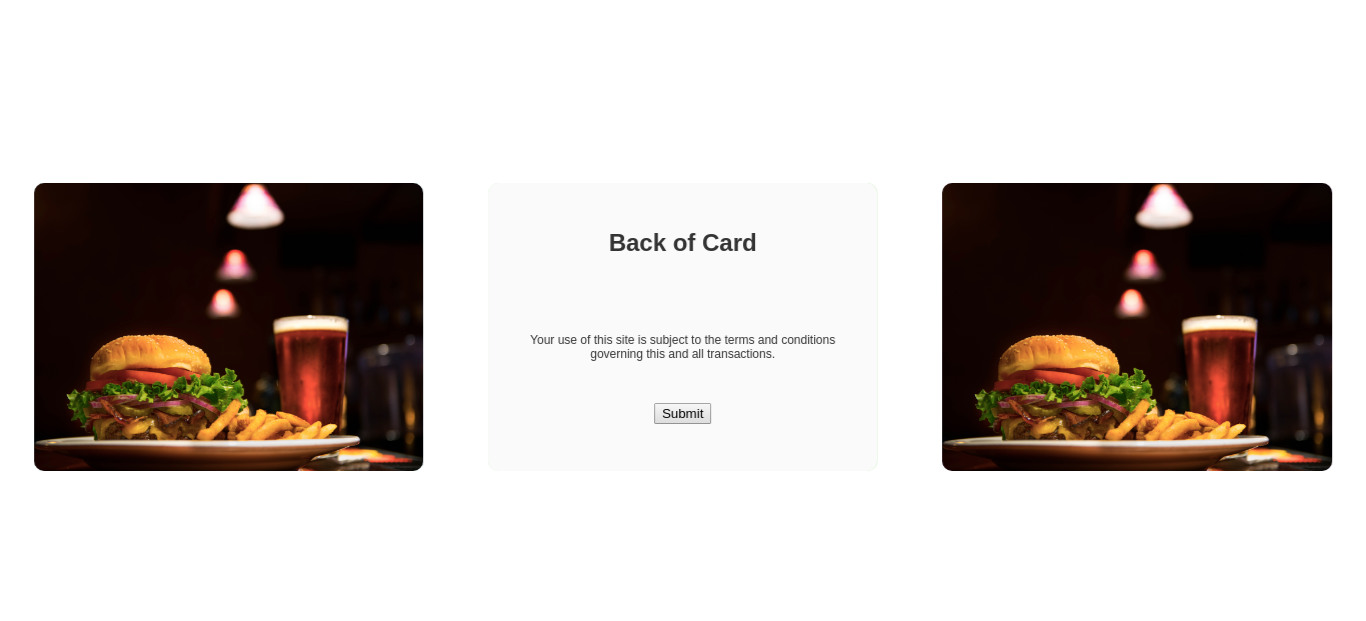 Back of Card
Your use of this site is subject to the terms and conditions
governing this and all transactions.
Submit